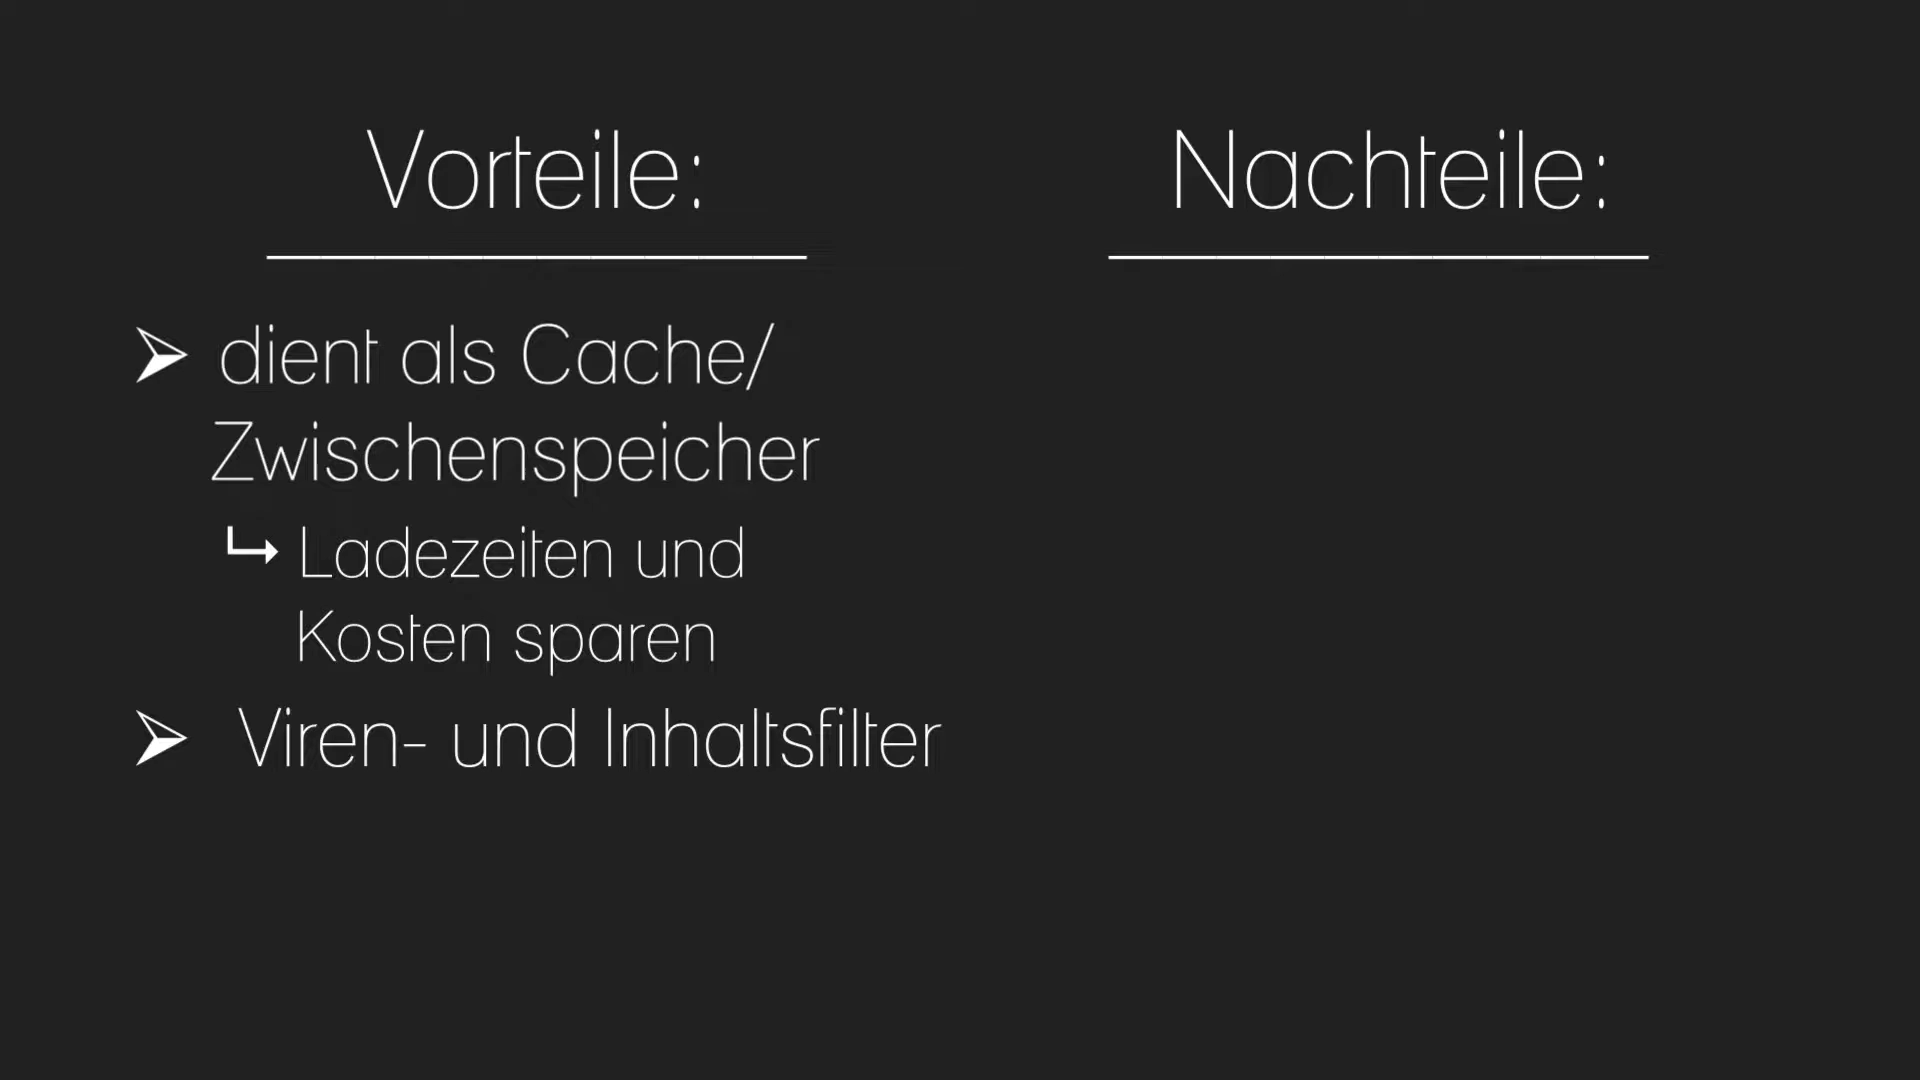 Vorteile:
Nachteile:
➢ dient als Cache/
Zwischenspeicher
↳ Ladezeiten und
Kosten sparen
➢ Viren- und Inhaltsfilter